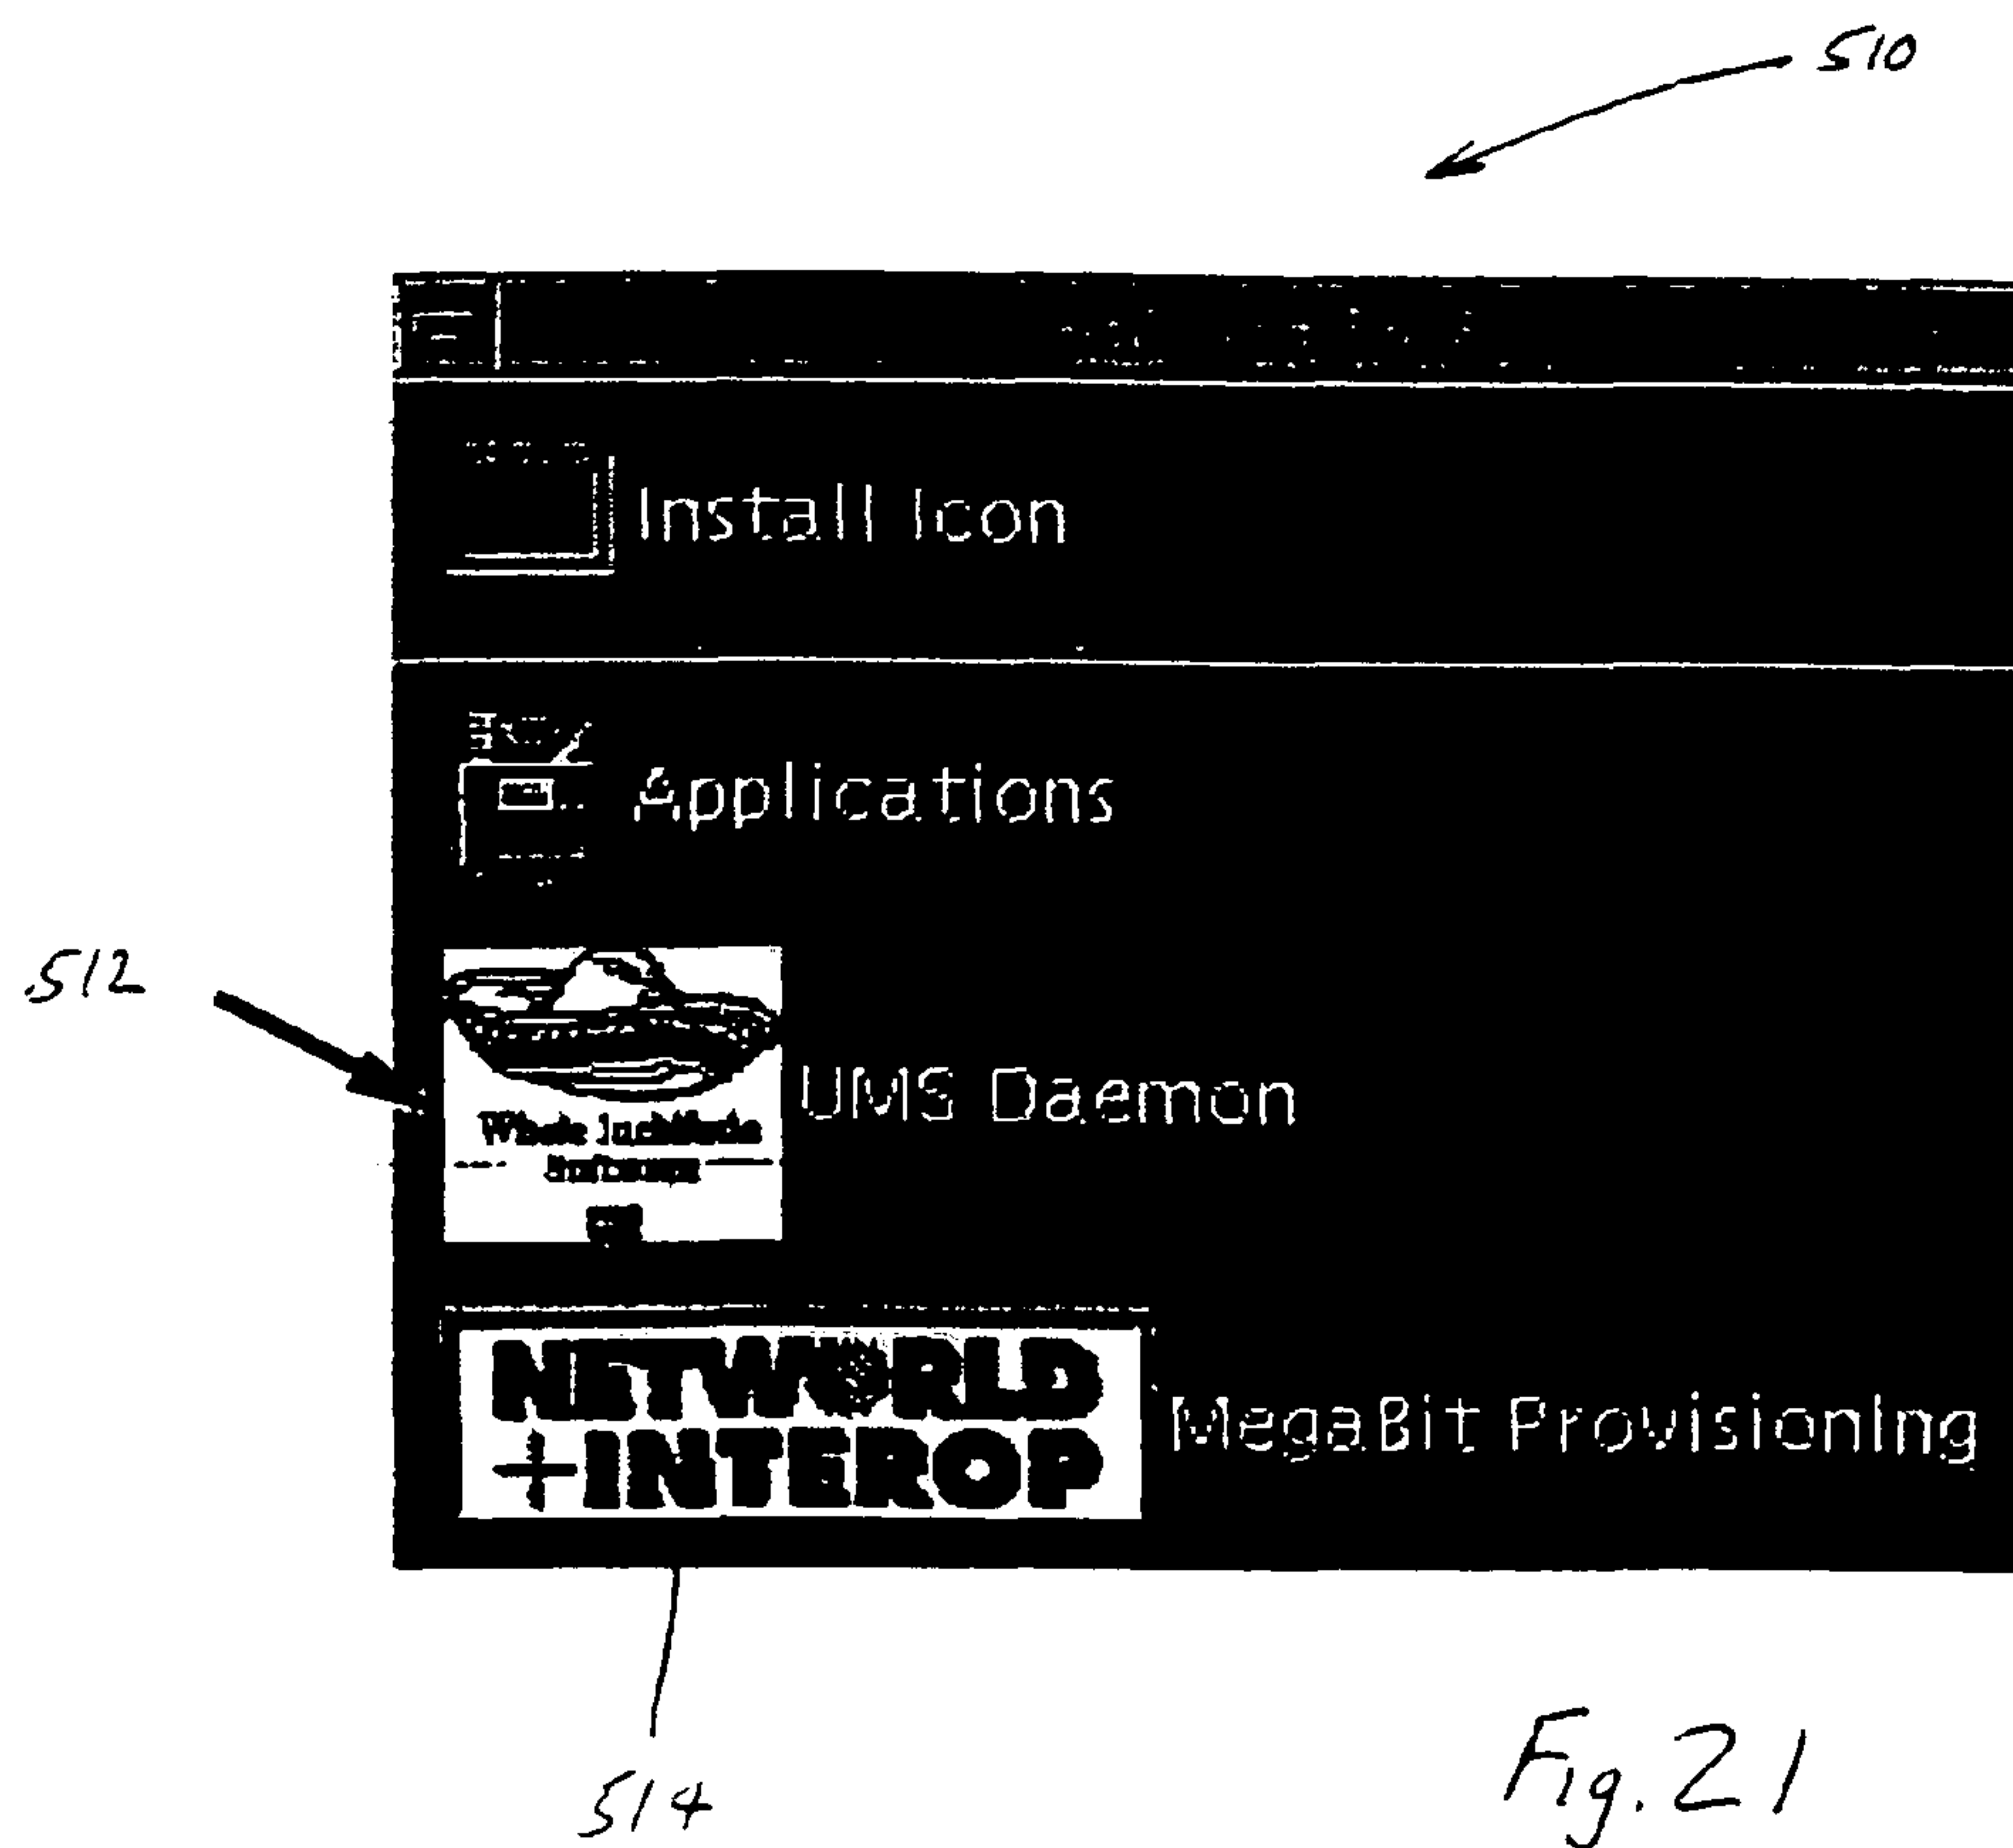 510
Install Icon
Applications
512
UMS Daemon
NETWORLD
+INTEROP
MegaBit Provisioning
514
Fig. 21